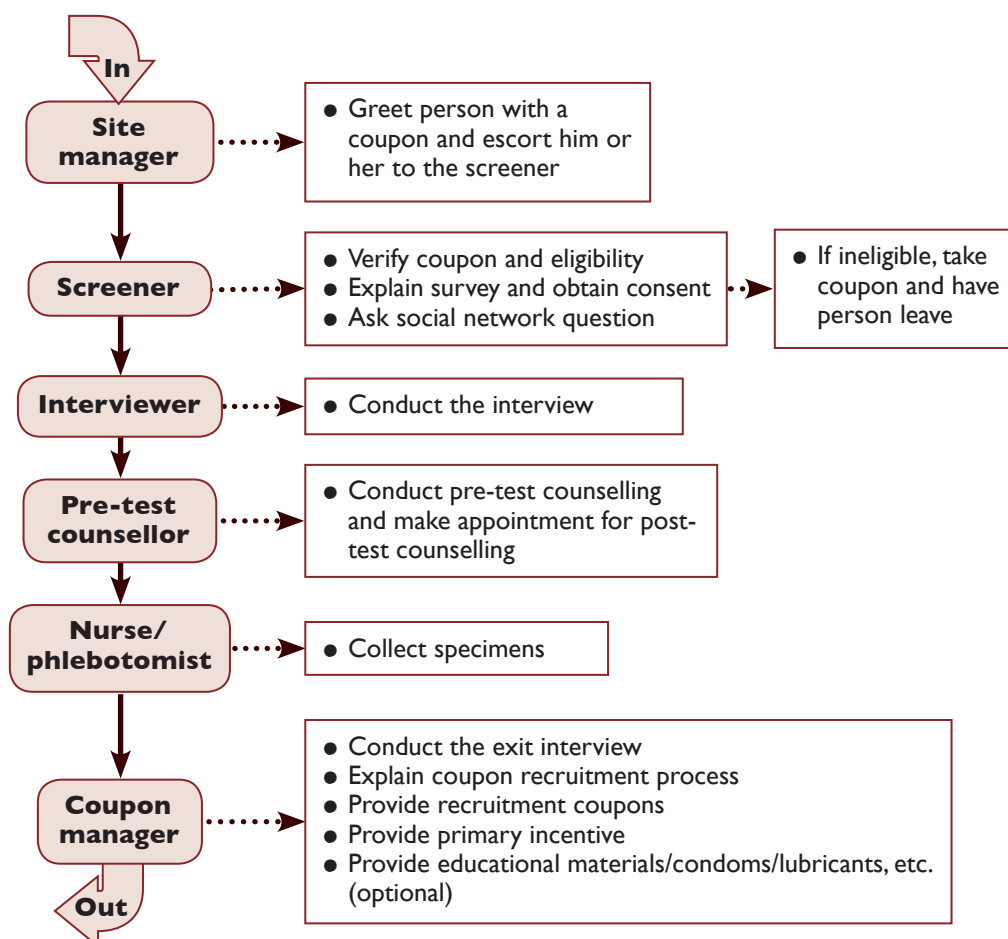 In
Site
manager
● Greet person with a
coupon and escort him or
her to the screener
Screener
● Verify coupon and eligibility
● Explain survey and obtain consent
● Ask social network question
● If ineligible, take
coupon and have
person leave
Interviewer
● Conduct the interview
Pre-test
counsellor
● Conduct pre-test counselling
and make appointment for post-
test counselling
Nurse/
phlebotomist
● Collect specimens
Coupon
manager
● Conduct the exit interview
● Explain coupon recruitment process
● Provide recruitment coupons
● Provide primary incentive
● Provide educational materials/condoms/lubricants, etc.
(optional)
Out